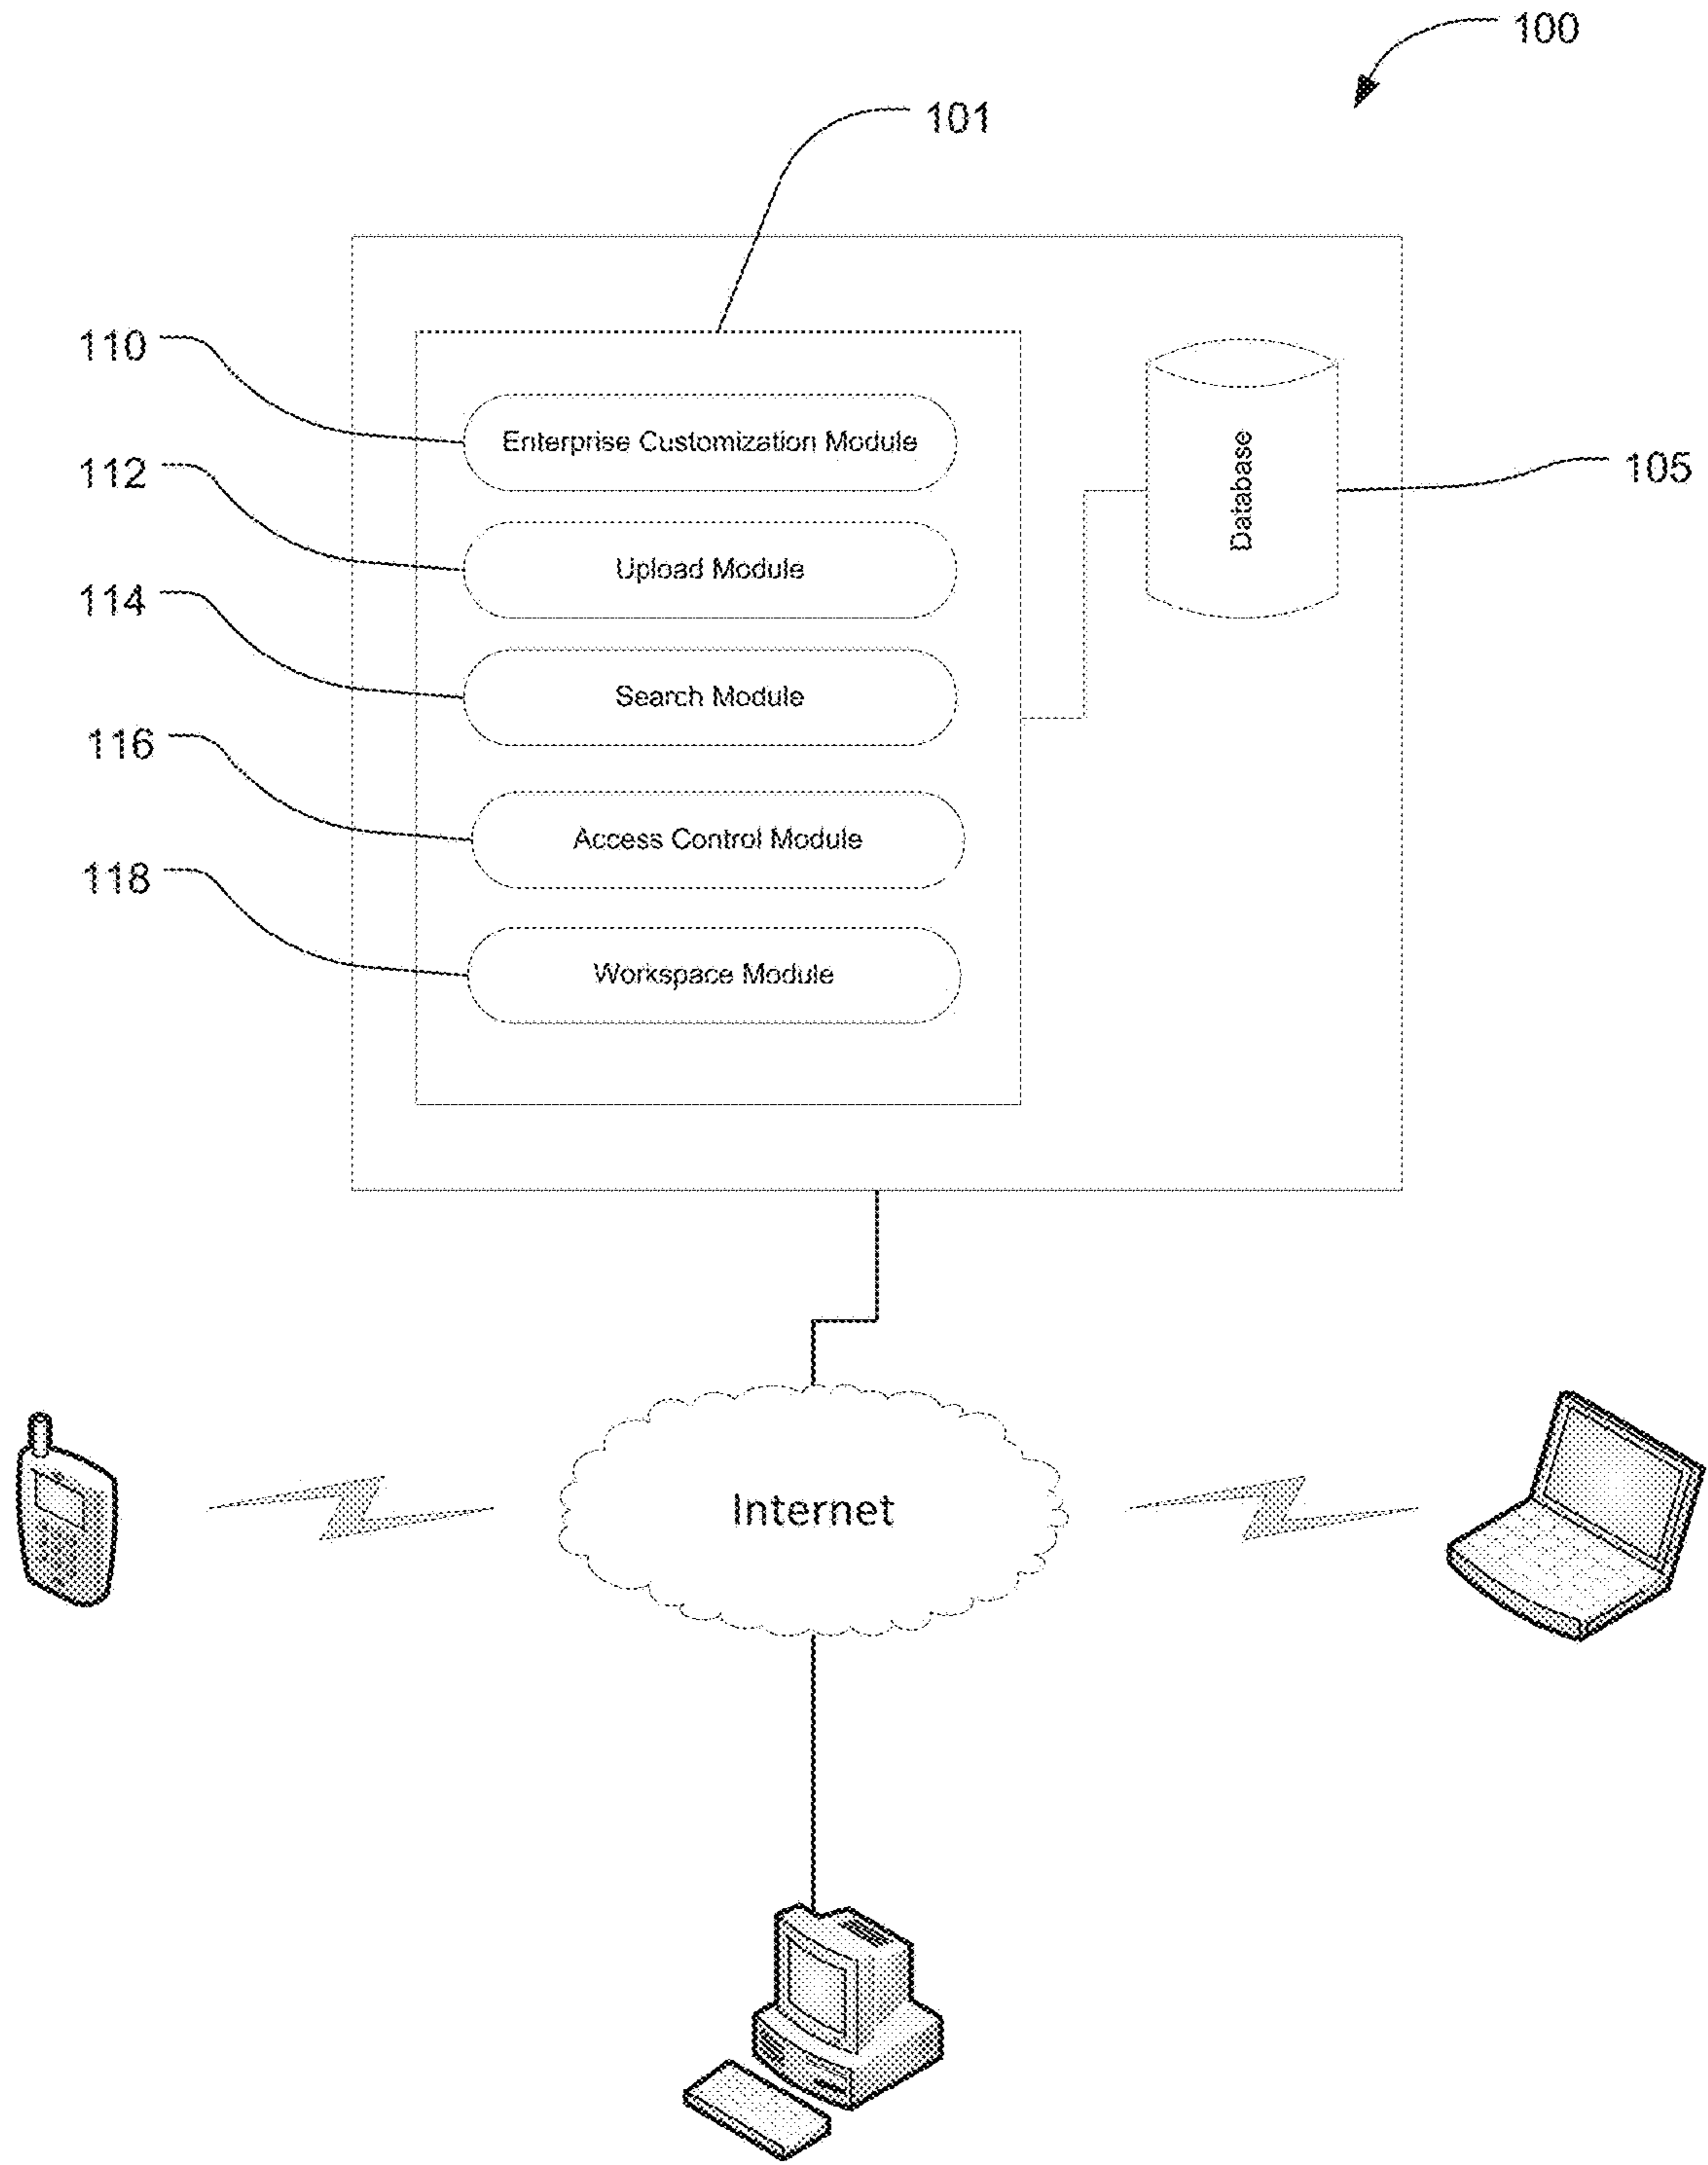 100
101
110
Enterprise Customization Module
112
Upload Module
Database
105
114
Search Module
116
Access Control Module
118
Workspace Module
Internet